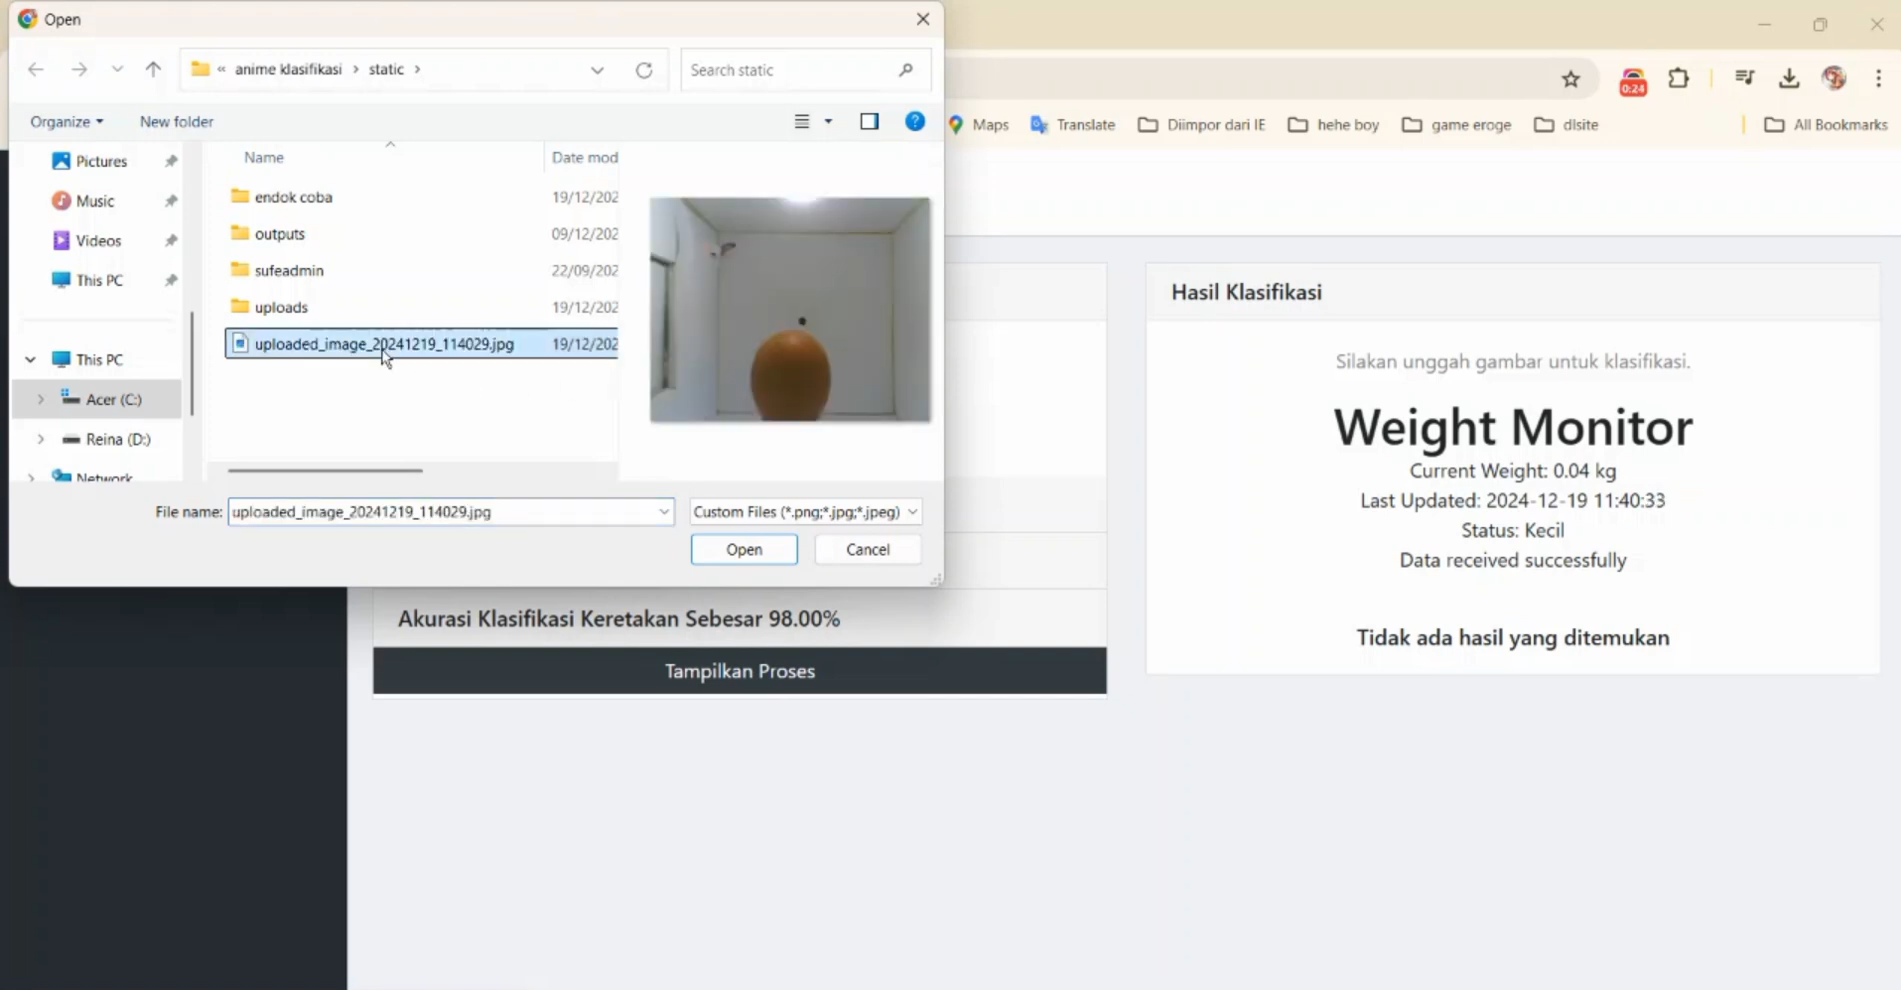 Open
« anime klasifikasi > static >
Search static
Organize
New folder
Name
Date mod
Pictures
Music
Videos
This PC
This PC
Acer (C:)
Reina (D:)
Network
endok coba
19/12/202
outputs
09/12/202
sufeadmin
22/09/202
uploads
19/12/202
uploaded_image_20241219_114029.jpg
19/12/202
File name:
uploaded_image_20241219_114029.jpg
Custom Files (*.png;*.jpg;*.jpeg)
Open
Cancel
0:24
Maps
Translate
Diimpor dari IE
hehe boy
game eroge
dlsite
All Bookmarks
Akurasi Klasifikasi Keretakan Sebesar 98.00%
Tampilkan Proses
Hasil Klasifikasi
Silakan unggah gambar untuk klasifikasi.
Weight Monitor
Current Weight: 0.04 kg
Last Updated: 2024-12-19 11:40:33
Status: Kecil
Data received successfully
Tidak ada hasil yang ditemukan